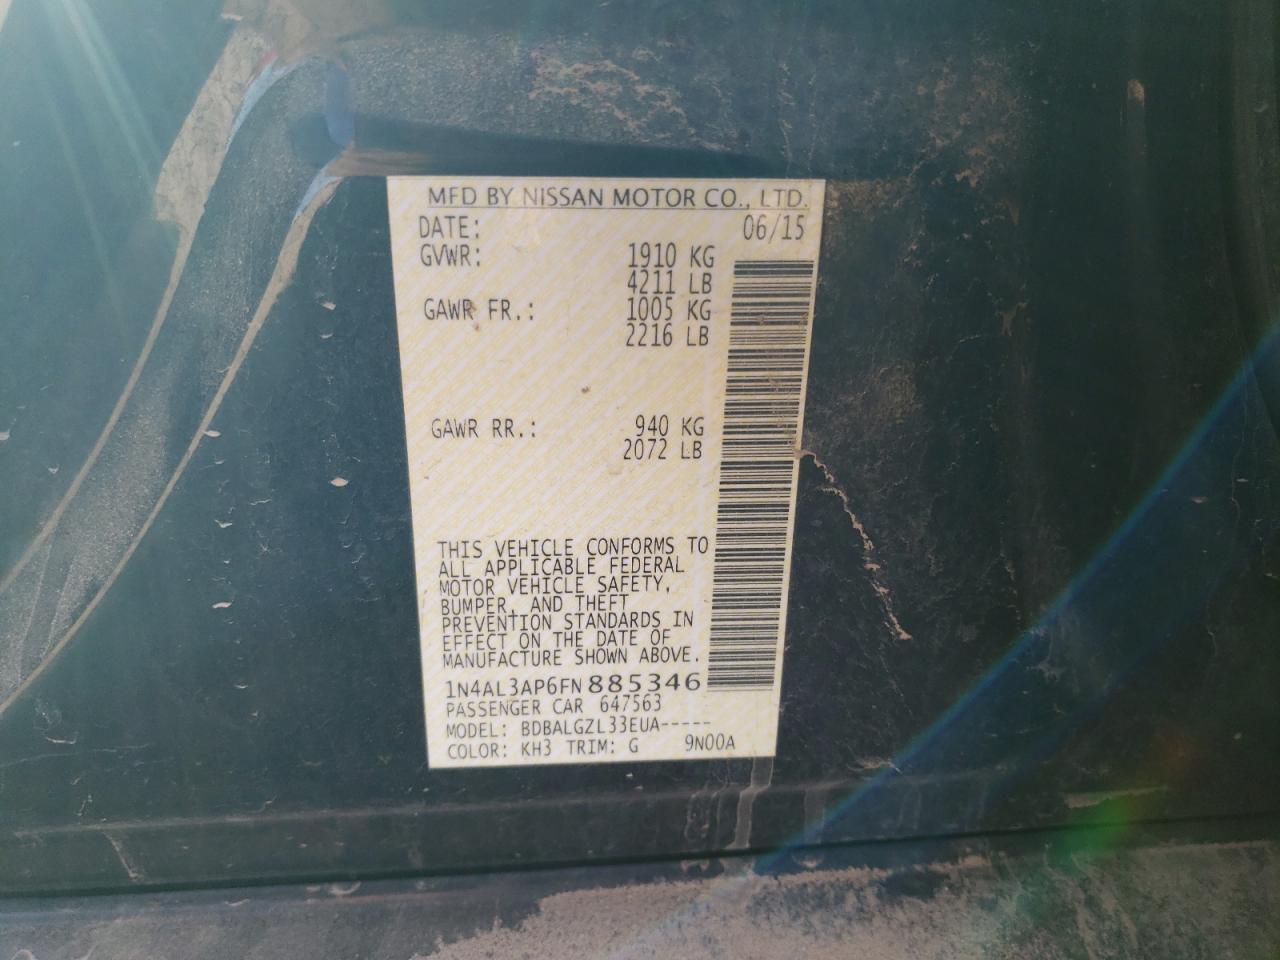 MFD BY NISSAN MOTOR CO., LTD.
DATE: 06/15
GVWR: 1910 KG
4211 LB
GAWR FR.: 1005 KG
2216 LB
GAWR RR.: 940 KG
2072 LB
THIS VEHICLE CONFORMS TO
ALL APPLICABLE FEDERAL
MOTOR VEHICLE SAFETY,
BUMPER, AND THEFT
PREVENTION STANDARDS IN
EFFECT ON THE DATE OF
MANUFACTURE SHOWN ABOVE.
1N4AL3AP6FN885346
PASSENGER CAR 647563
MODEL: BDBALGZL33EUA-----
COLOR: KH3 TRIM: G 9N00A